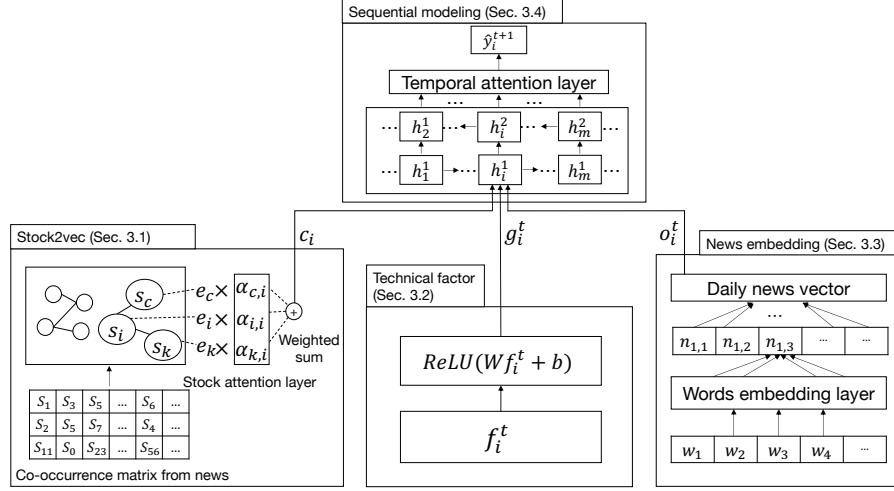 Sequential modeling (Sec. 3.4)
ŷ_i^{t+1}
Temporal attention layer
... ...
... h_2^1 ... h_i^2 ... h_m^2 ...
... h_1^1 ... h_i^1 ... h_m^1 ...
c_i
g_i^t
o_i^t
Stock2vec (Sec. 3.1)
s_c e_c × α_{c,i}
s_i e_i × α_{i,i} +
s_k e_k × α_{k,i}
Weighted
sum
Stock attention layer
S_1 S_3 S_5 ... S_6 ...
S_2 S_5 S_7 ... S_4 ...
S_11 S_0 S_23 ... S_56 ...
Co-occurrence matrix from news
Technical factor
(Sec. 3.2)
ReLU(Wf_i^t + b)
f_i^t
News embedding (Sec. 3.3)
Daily news vector
...
n_{1,1} n_{1,2} n_{1,3} ... ...
Words embedding layer
w_1 w_2 w_3 w_4 ...